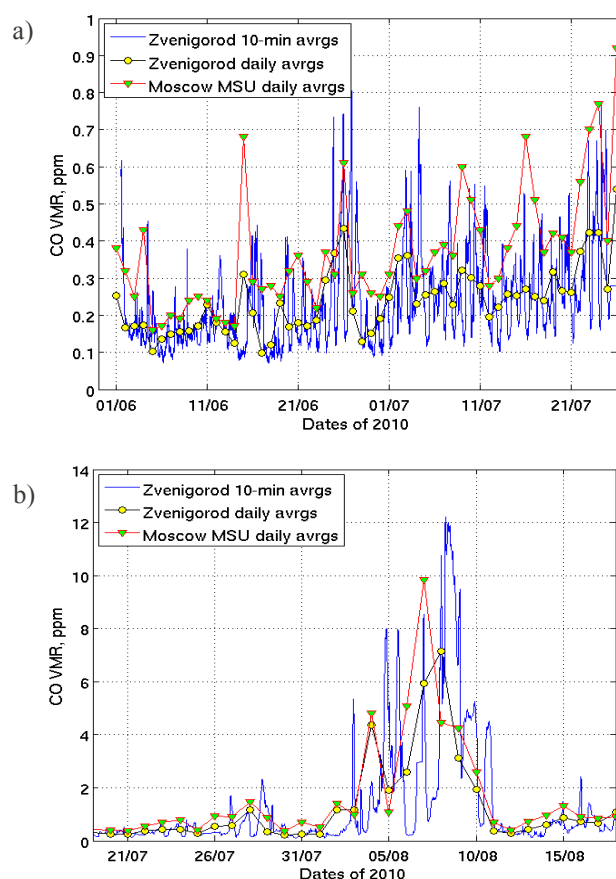 a)
Zvenigorod 10-min avrgs
Zvenigorod daily avrgs
Moscow MSU daily avrgs
CO VMR, ppm
1
0.9
0.8
0.7
0.6
0.5
0.4
0.3
0.2
0.1
0
01/06 11/06 21/06 01/07 11/07 21/07
Dates of 2010
b)
Zvenigorod 10-min avrgs
Zvenigorod daily avrgs
Moscow MSU daily avrgs
CO VMR, ppm
14
12
10
8
6
4
2
0
21/07 26/07 31/07 05/08 10/08 15/08
Dates of 2010